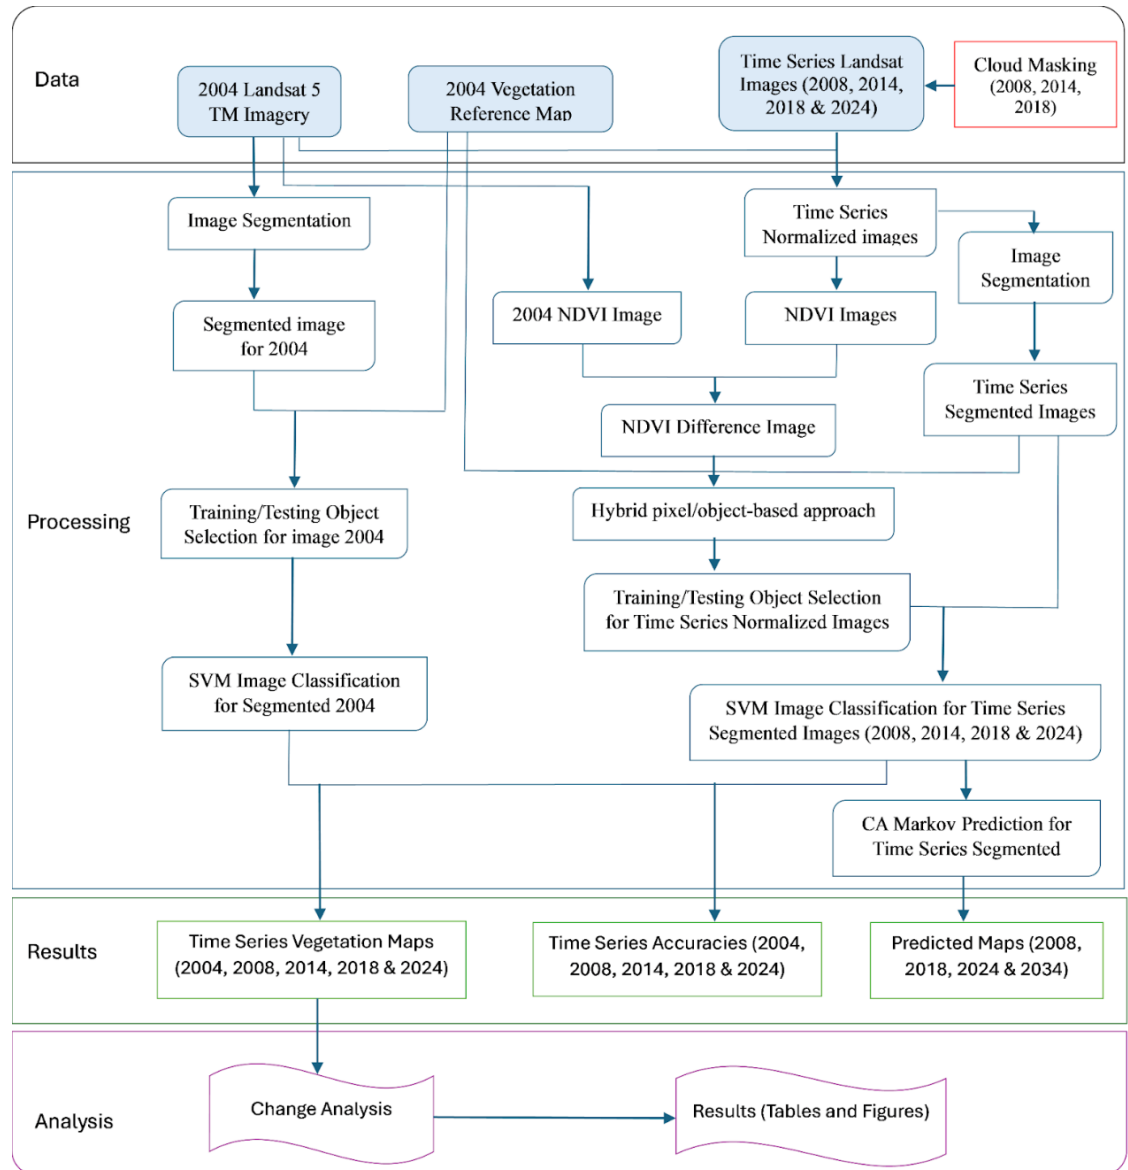 Data
2004 Landsat 5
TM Imagery
2004 Vegetation
Reference Map
Time Series Landsat
Images (2008, 2014,
2018 & 2024)
Cloud Masking
(2008, 2014,
2018)
Processing
Image Segmentation
Time Series
Normalized images
Image
Segmentation
Segmented image
for 2004
2004 NDVI Image
NDVI Images
Time Series
Segmented Images
NDVI Difference Image
Training/Testing Object
Selection for image 2004
Hybrid pixel/object-based approach
Training/Testing Object Selection
for Time Series Normalized Images
SVM Image Classification
for Segmented 2004
SVM Image Classification for Time Series
Segmented Images (2008, 2014, 2018 & 2024)
CA Markov Prediction for
Time Series Segmented
Results
Time Series Vegetation Maps
(2004, 2008, 2014, 2018 & 2024)
Time Series Accuracies (2004,
2008, 2014, 2018 & 2024)
Predicted Maps (2008,
2018, 2024 & 2034)
Analysis
Change Analysis
Results (Tables and Figures)